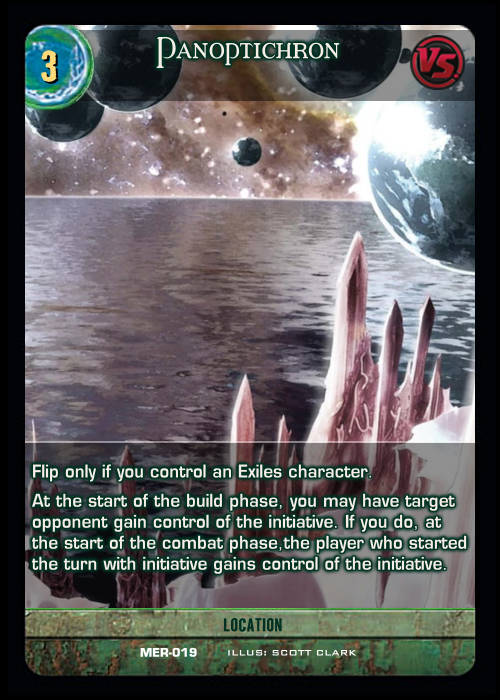 Panoptichron
3
VS
Flip only if you control an Exiles character.
At the start of the build phase, you may have target
opponent gain control of the initiative. If you do, at
the start of the combat phase,the player who started
the turn with initiative gains control of the initiative.
LOCATION
MER-019 ILLUS: SCOTT CLARK